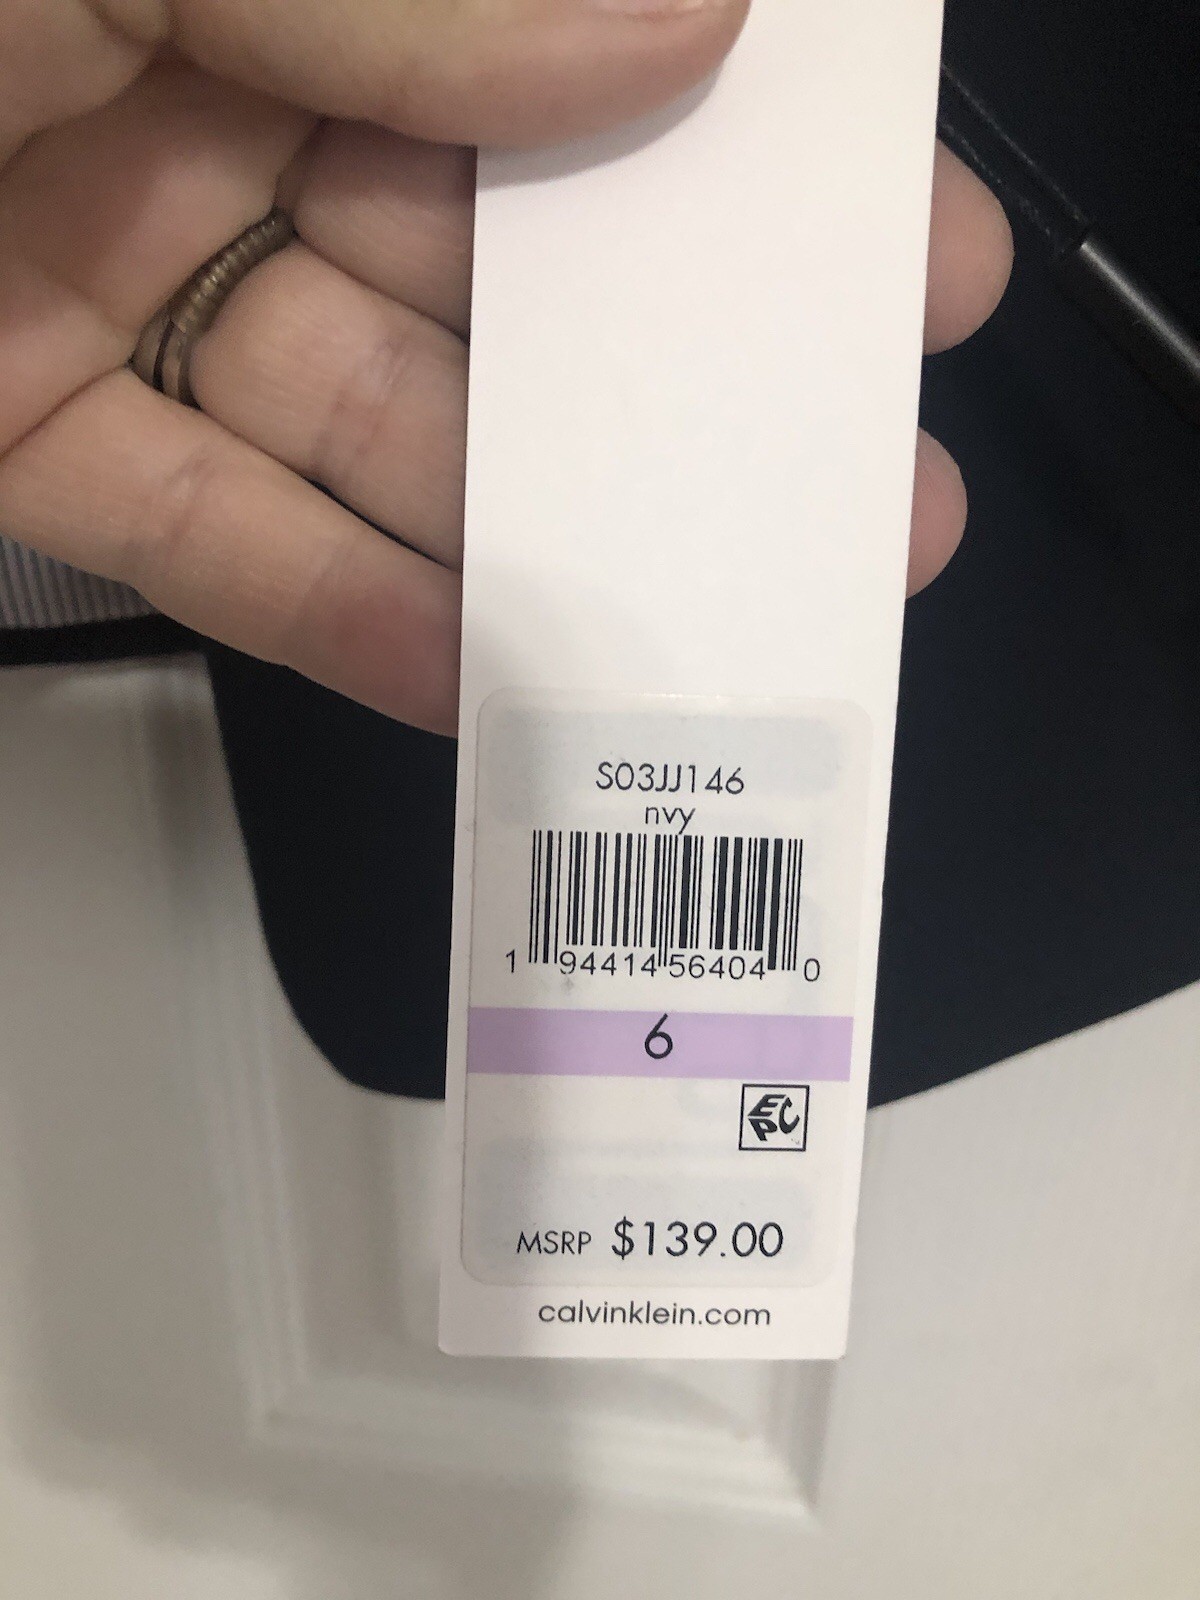 S03JJ146
nvy
1 94414 56404 0
6
EPC
MSRP $139.00
calvinklein.com